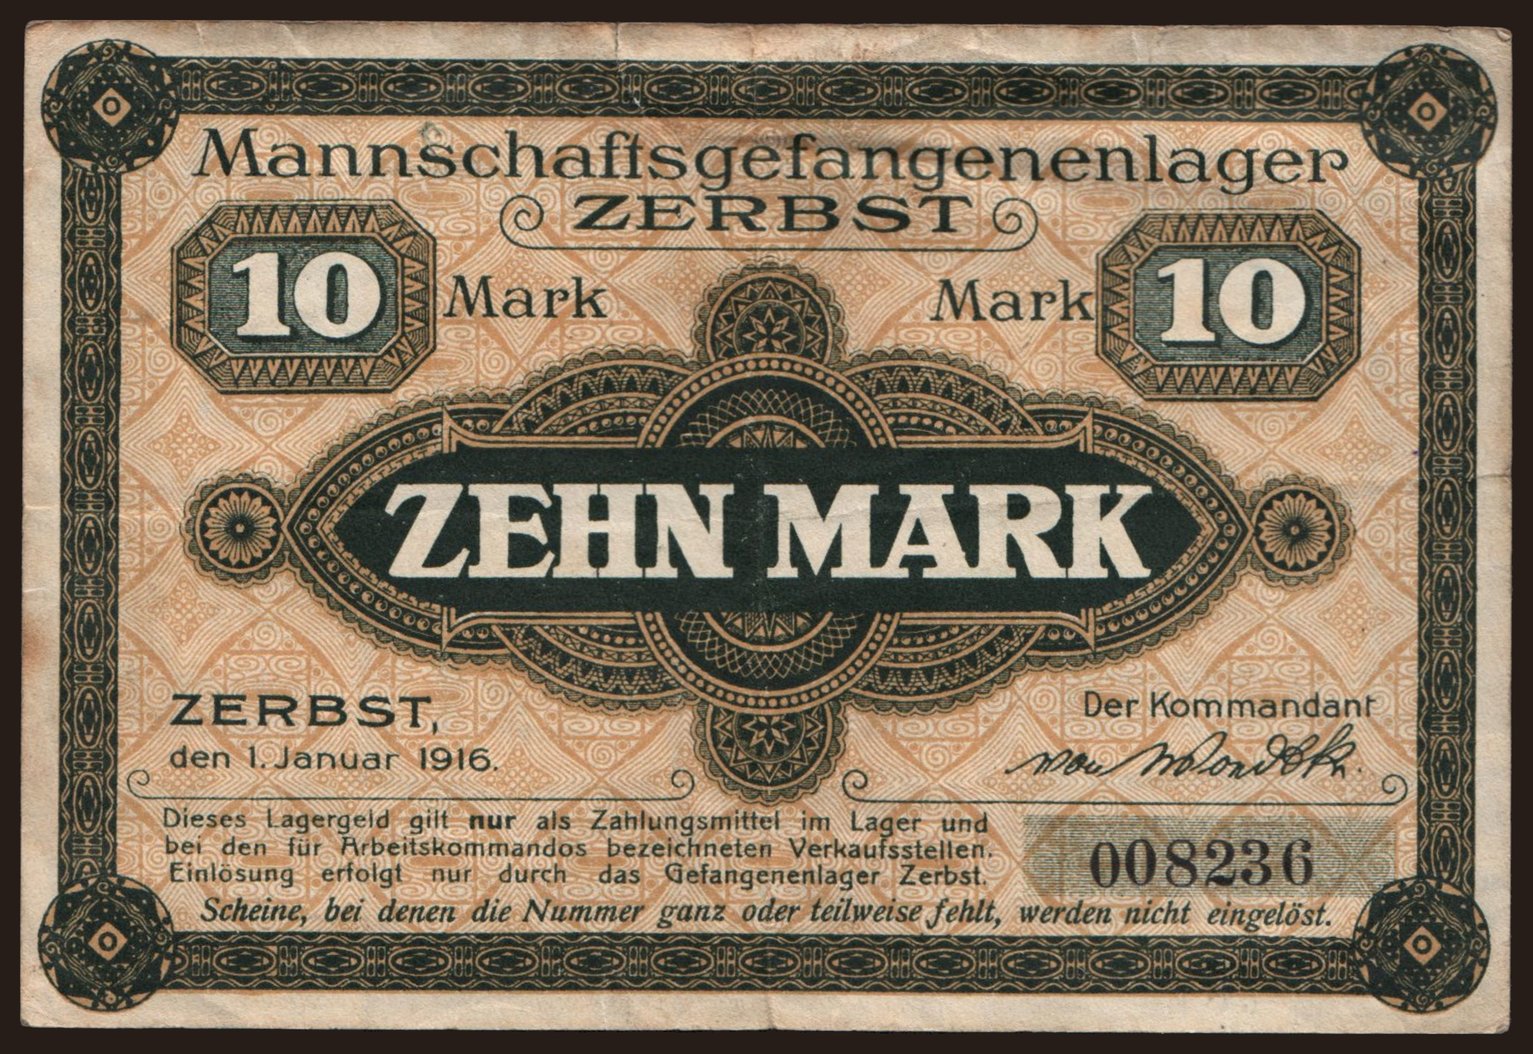 Mannschaftsgefangenenlager
ZERBST
10 Mark Mark 10
ZEHN MARK
ZERBST,
den 1. Januar 1916.
Der Kommandant
von
Dieses Lagergeld gilt nur als Zahlungsmittel im Lager und
bei den für Arbeitskommandos bezeichneten Verkaufsstellen.
Einlösung erfolgt nur durch das Gefangenenlager Zerbst.
008236
Scheine, bei denen die Nummer ganz oder teilweise fehlt, werden nicht eingelöst.